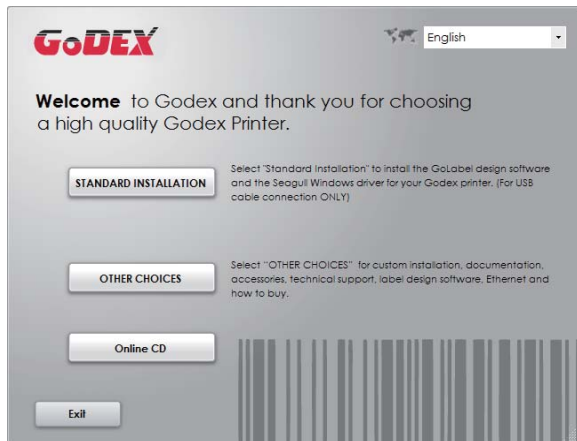 GoDEX
English
Welcome to Godex and thank you for choosing
a high quality Godex Printer.
STANDARD INSTALLATION
Select "Standard Installation" to install the GoLabel design software
and the Seagull Windows driver for your Godex printer. (For USB
cable connection ONLY)
OTHER CHOICES
Select "OTHER CHOICES" for custom installation, documentation,
accessories, technical support, label design software, Ethernet and
how to buy.
Online CD
Exit